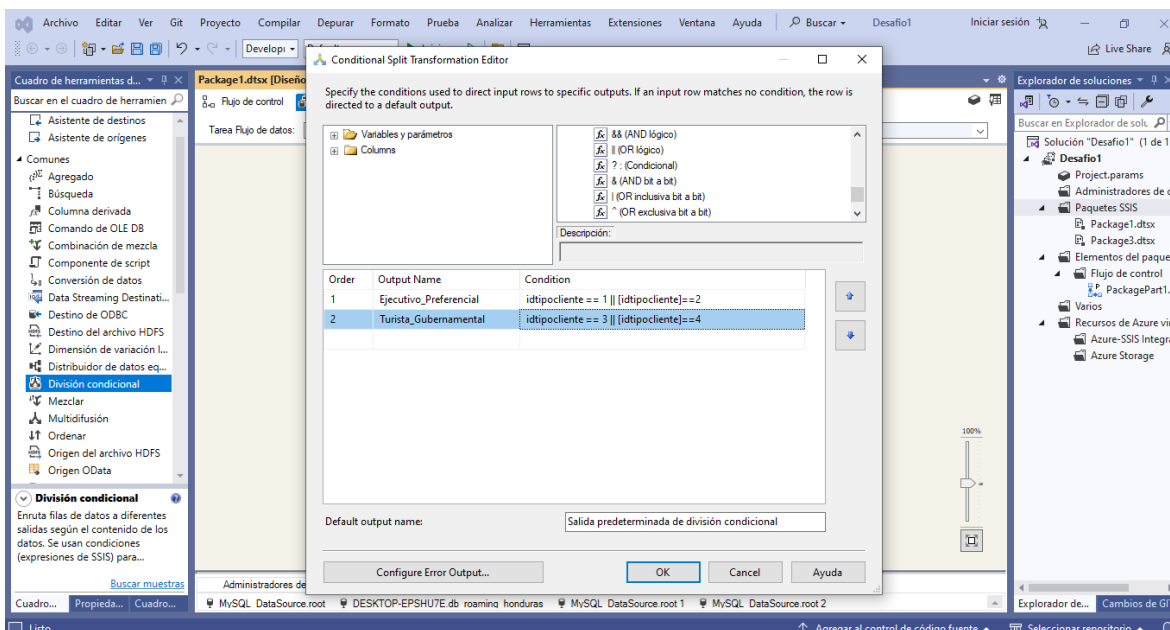 Archivo Editar Ver Git Proyecto Compilar Depurar Formato Prueba Analizar Herramientas Extensiones Ventana Ayuda Buscar Desafio1 Iniciar sesión
Develop
Live Share
Cuadro de herramientas d...
Buscar en el cuadro de herramien
Asistente de destinos
Asistente de orígenes
Comunes
Agregado
Búsqueda
Columna derivada
Comando de OLE DB
Combinación de mezcla
Componente de script
Conversión de datos
Data Streaming Destinati...
Destino de ODBC
Destino del archivo HDFS
Dimensión de variación l...
Distribuidor de datos eq...
División condicional
Mezclar
Multidifusión
Ordenar
Origen del archivo HDFS
Origen OData
División condicional
Enruta filas de datos a diferentes
salidas según el contenido de los
datos. Se usan condiciones
(expresiones de SSIS) para...
Buscar muestras
Cuadro... Propieda... Cuadro...
Package1.dtsx [Diseño
Flujo de control
Tarea Flujo de datos:
Conditional Split Transformation Editor
Specify the conditions used to direct input rows to specific outputs. If an input row matches no condition, the row is
directed to a default output.
Variables y parámetros
Columns
&& (AND lógico)
|| (OR lógico)
? : (Condicional)
& (AND bit a bit)
| (OR inclusiva bit a bit)
^ (OR exclusiva bit a bit)
Descripción:
Order Output Name Condition
1 Ejecutivo_Preferencial idtipocliente == 1 || [idtipocliente]==2
2 Turista_Gubernamental idtipocliente == 3 || [idtipocliente]==4
Default output name: Salida predeterminada de división condicional
Configure Error Output... OK Cancel Ayuda
100%
Administradores de
MySQL_DataSource.root DESKTOP-EPSHU7E.db_roaming_honduras MySQL_DataSource.root 1 MySQL_DataSource.root 2
Explorador de soluciones
Buscar en Explorador de solu
Solución "Desafio1" (1 de 1
Desafio1
Project.params
Administradores de c
Paquetes SSIS
Package1.dtsx
Package3.dtsx
Elementos del paque
Flujo de control
PackagePart1.
Varios
Recursos de Azure vi
Azure-SSIS Integra
Azure Storage
Explorador de... Cambios de GI
Listo Agregar al control de código fuente Seleccionar repositorio